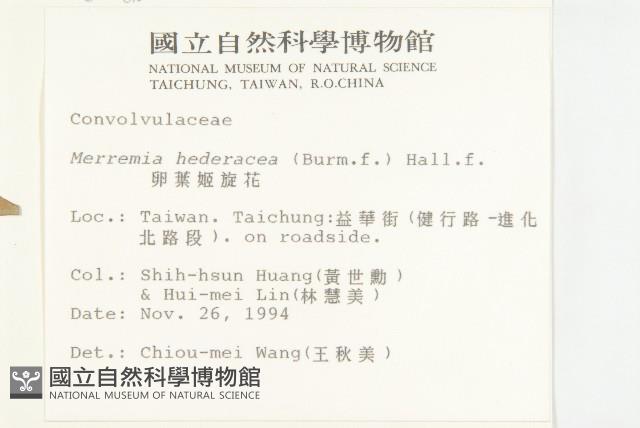 國立自然科學博物館
NATIONAL MUSEUM OF NATURAL SCIENCE
TAICHUNG, TAIWAN, R.O.CHINA
Convolvulaceae
Merremia hederacea (Burm.f.) Hall.f.
卵葉姬旋花
Loc.: Taiwan. Taichung:益華街(健行路-進化
北路段). on roadside.
Col.: Shih-hsun Huang(黃世勳)
& Hui-mei Lin(林慧美)
Date: Nov. 26, 1994
Det.: Chiou-mei Wang(王秋美)
國立自然科學博物館
NATIONAL MUSEUM OF NATURAL SCIENCE